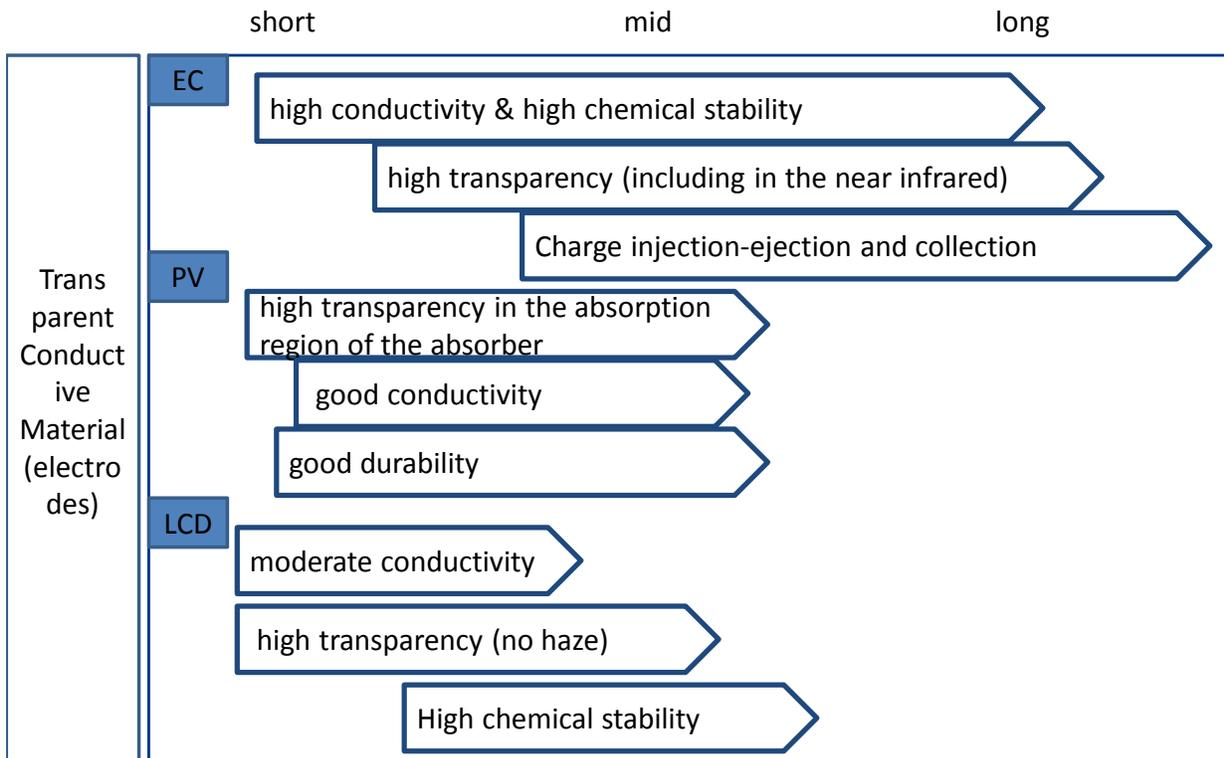 short mid long
EC
high conductivity & high chemical stability
high transparency (including in the near infrared)
Charge injection-ejection and collection
Trans
parent
Conduct
ive
Material
(electro
des)
PV
high transparency in the absorption
region of the absorber
good conductivity
good durability
LCD
moderate conductivity
high transparency (no haze)
High chemical stability